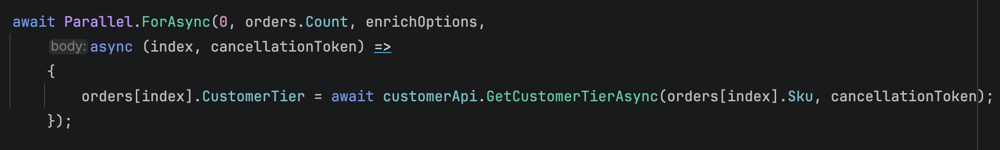 await Parallel.ForAsync(0, orders.Count, enrichOptions,
body: async (index, cancellationToken) =>
{
orders[index].CustomerTier = await customerApi.GetCustomerTierAsync(orders[index].Sku, cancellationToken);
});